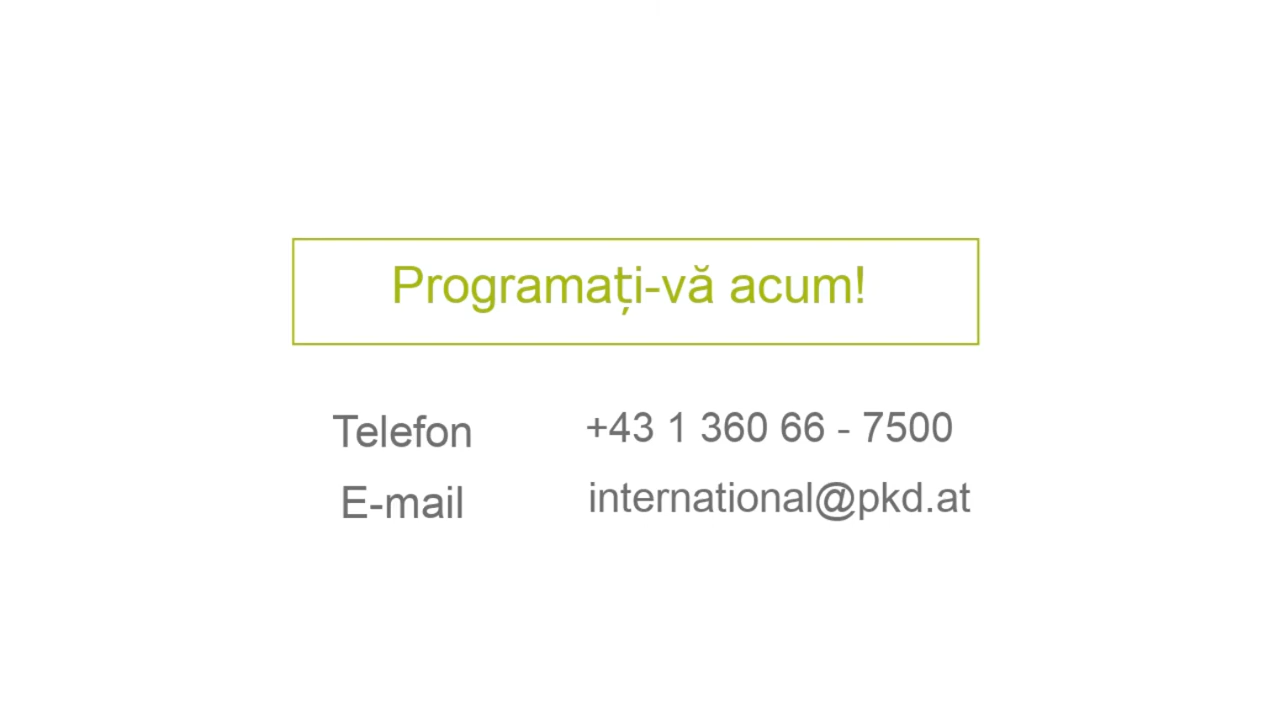 Programați-vă acum!
Telefon +43 1 360 66 - 7500
E-mail international@pkd.at